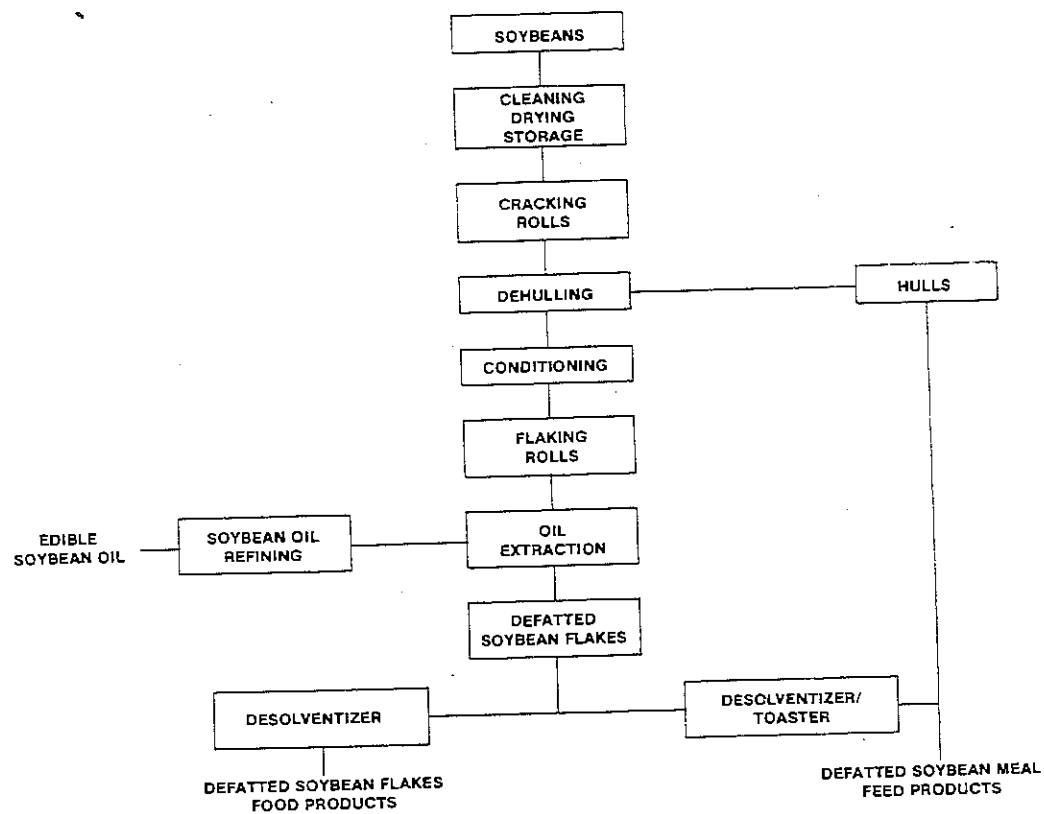 SOYBEANS
CLEANING
DRYING
STORAGE
CRACKING
ROLLS
DEHULLING
HULLS
CONDITIONING
FLAKING
ROLLS
EDIBLE
SOYBEAN OIL
SOYBEAN OIL
REFINING
OIL
EXTRACTION
DEFATTED
SOYBEAN FLAKES
DESOLVENTIZER
DESOLVENTIZER/
TOASTER
DEFATTED SOYBEAN FLAKES
FOOD PRODUCTS
DEFATTED SOYBEAN MEAL
FEED PRODUCTS